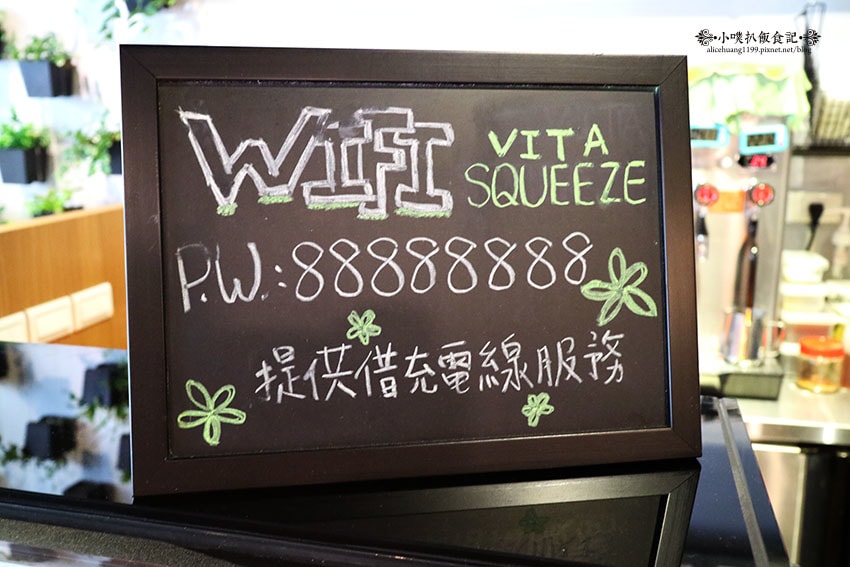 小噗扒飯食記
alicehuang1199.pixnet.net/blog
WIFI VITA SQUEEZE
P.W.:88888888
提供借充電線服務